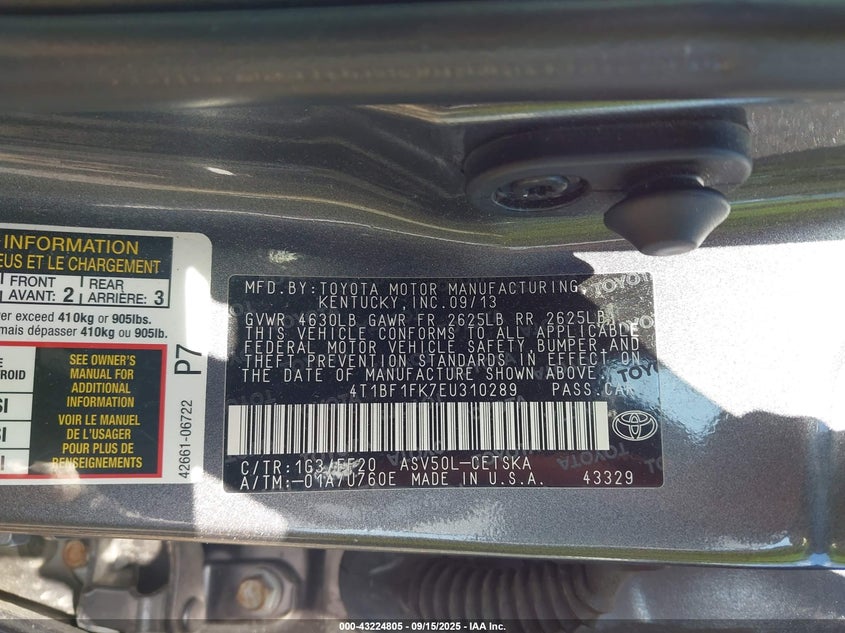 INFORMATION
EUS ET LE CHARGEMENT
FRONT
AVANT: 2
REAR
ARRIÈRE: 3
er exceed 410kg or 905lbs.
mais dépasser 410kg ou 905lb.
SEE OWNER'S
MANUAL FOR
ADDITIONAL
INFORMATION
VOIR LE MANUEL
DE L'USAGER
POUR PLUS DE
RENSEIGNEMENTS
42661-06722
P7
MFD.BY:TOYOTA MOTOR MANUFACTURING,
KENTUCKY,INC.09/13
GVWR 4630LB GAWR FR 2625LB RR 2625LB
THIS VEHICLE CONFORMS TO ALL APPLICABLE
FEDERAL MOTOR VEHICLE SAFETY, BUMPER, AND
THEFT PREVENTION STANDARDS IN EFFECT ON
THE DATE OF MANUFACTURE SHOWN ABOVE.
4T1BF1FK7EU310289 PASS.CAR
C/TR:1G3/FF20 ASV50L-CETSKA
A/TM:-01A/U760E MADE IN U.S.A. 43329
TOYOTA
000-43224805 - 09/15/2025 - IAA Inc.